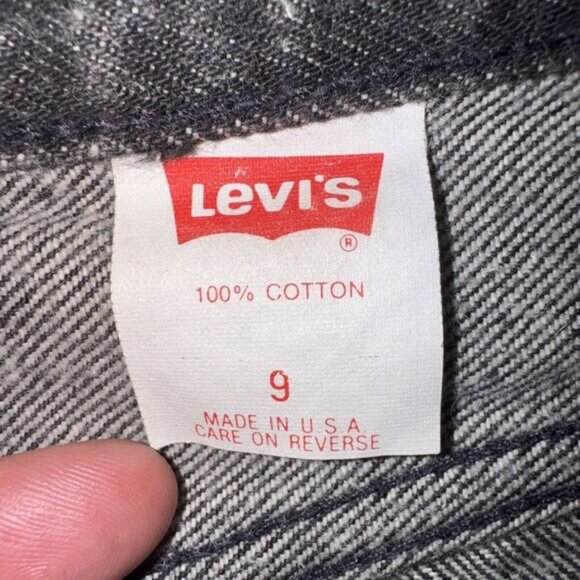 Levi's
®
100% COTTON
9
MADE IN U.S.A.
CARE ON REVERSE